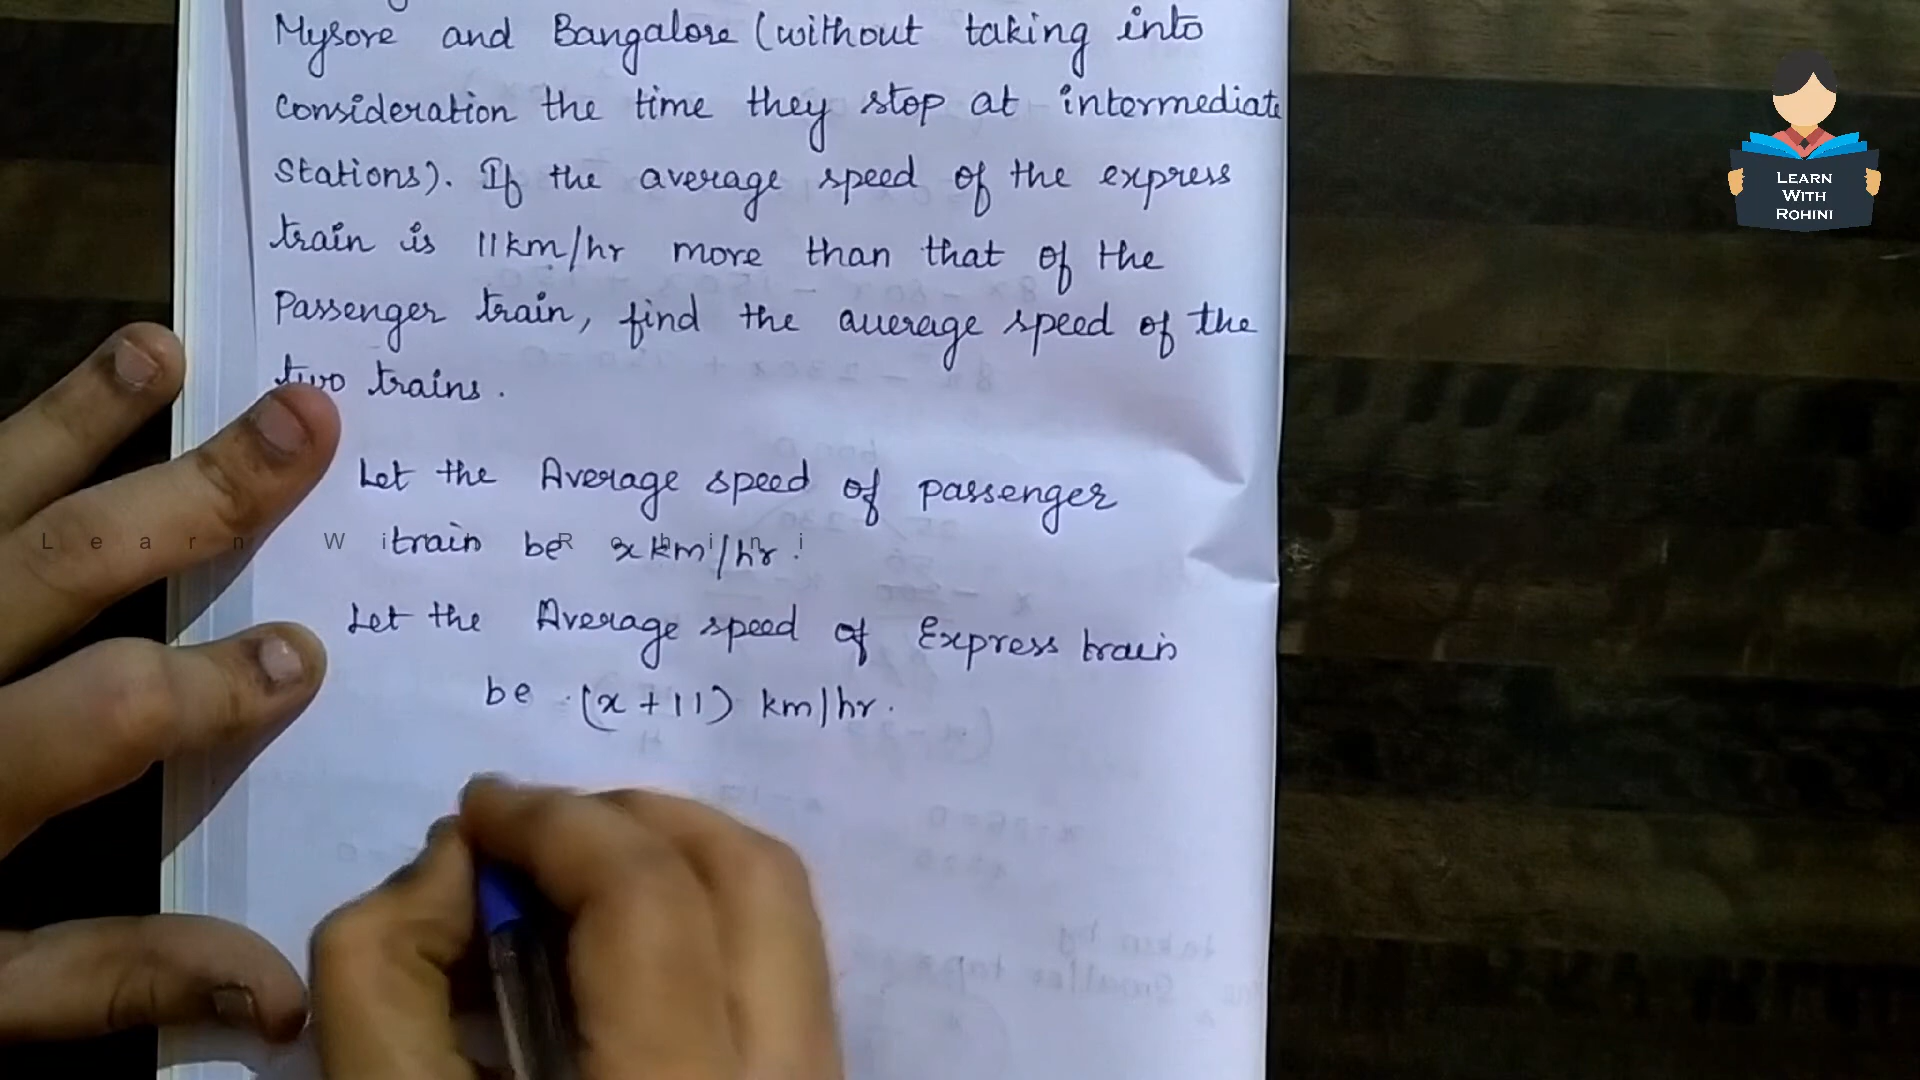 Mysore and Bangalore (without taking into
Consideration the time they stop at intermediate
Stations). If the average speed of the express
train is 11km/hr more than that of the
Passenger train, find the average speed of the
two trains.
Let the Average speed of passenger
train be x km/hr.
Let the Average speed of Express train
be (x + 11) km/hr.
Learn With Rohini
LEARN
WITH
ROHINI